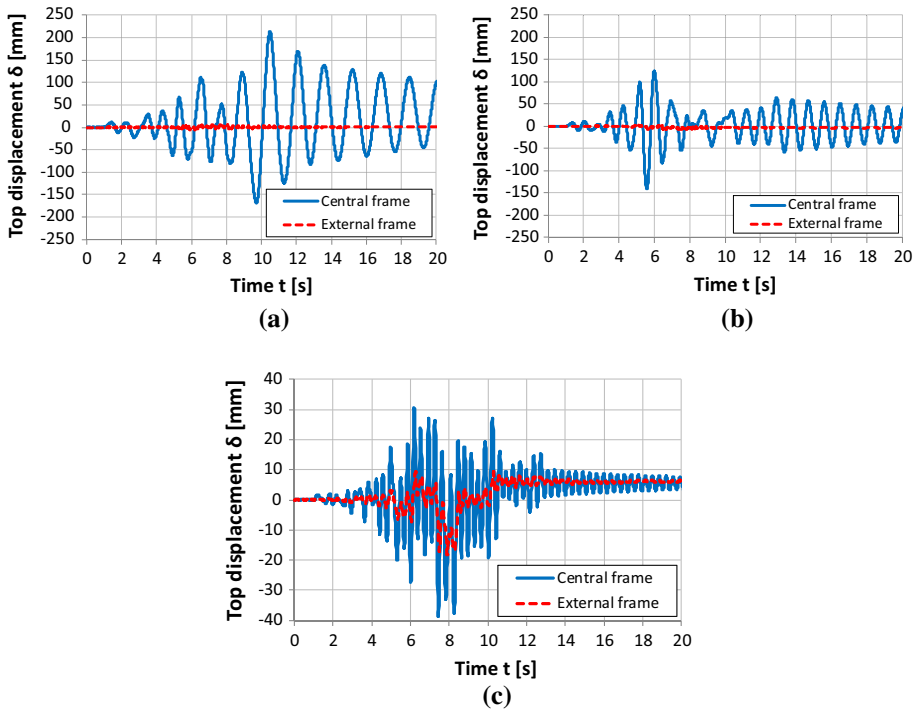 Top displacement δ [mm]
250
200
150
100
50
0
-50
-100
-150
-200
-250
Central frame
External frame
0 2 4 6 8 10 12 14 16 18 20
Time t [s]
(a)
Top displacement δ [mm]
250
200
150
100
50
0
-50
-100
-150
-200
-250
Central frame
External frame
0 2 4 6 8 10 12 14 16 18 20
Time t [s]
(b)
Top displacement δ [mm]
40
30
20
10
0
-10
-20
-30
-40
Central frame
External frame
0 2 4 6 8 10 12 14 16 18 20
Time t [s]
(c)